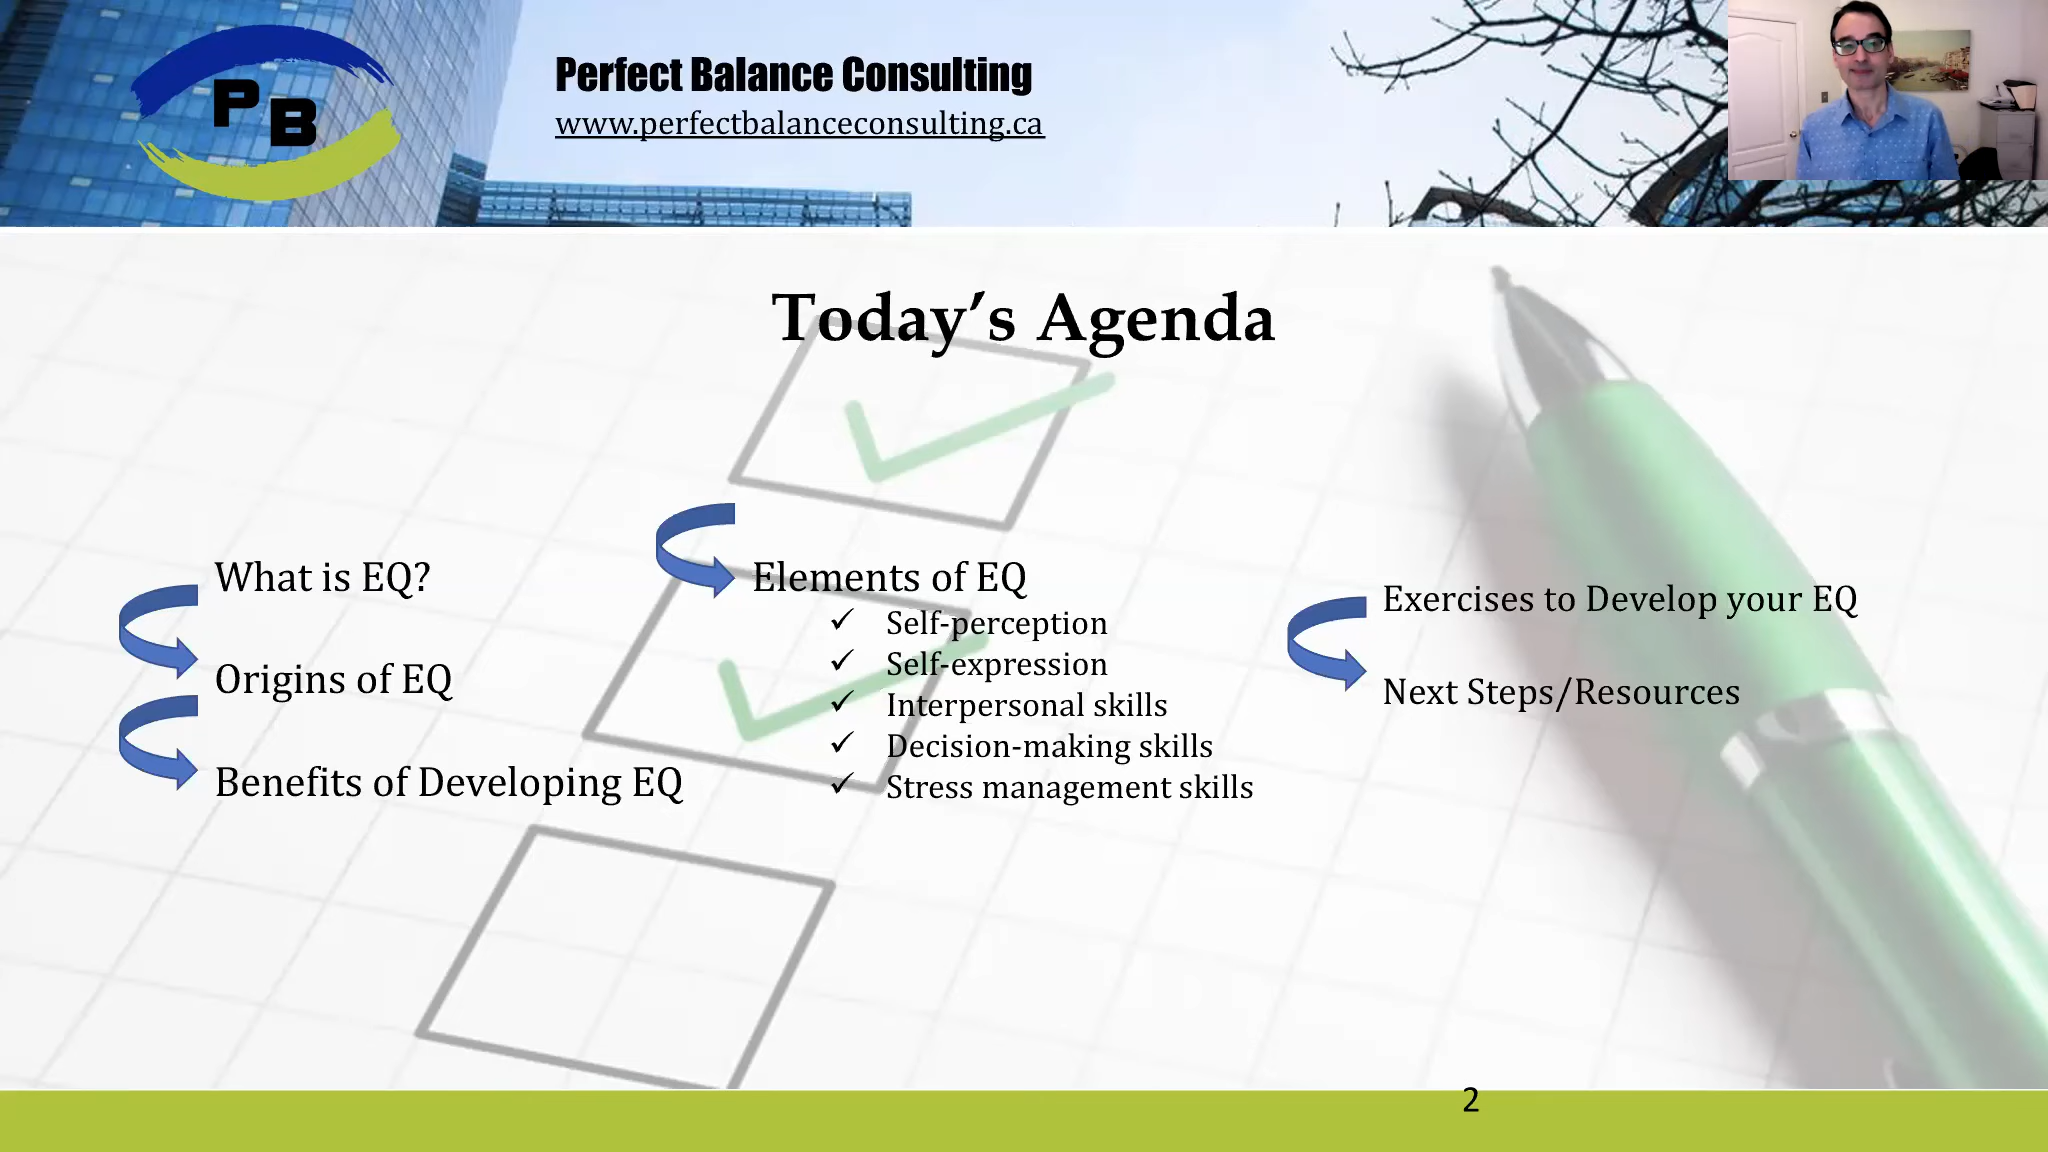 P B
Perfect Balance Consulting
www.perfectbalanceconsulting.ca
Today’s Agenda
What is EQ?
Origins of EQ
Benefits of Developing EQ
Elements of EQ
Self-perception
Self-expression
Interpersonal skills
Decision-making skills
Stress management skills
Exercises to Develop your EQ
Next Steps/Resources
2